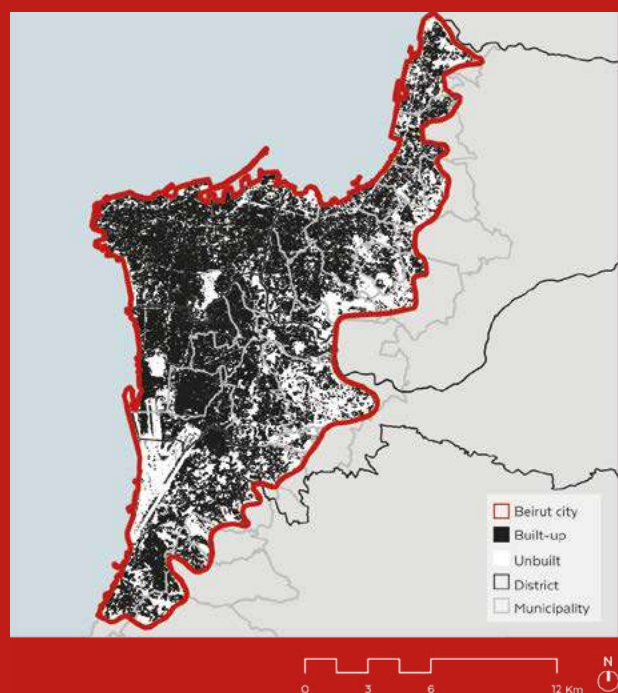 Beirut city
Built-up
Unbuilt
District
Municipality
N
0 3 6 12 Km